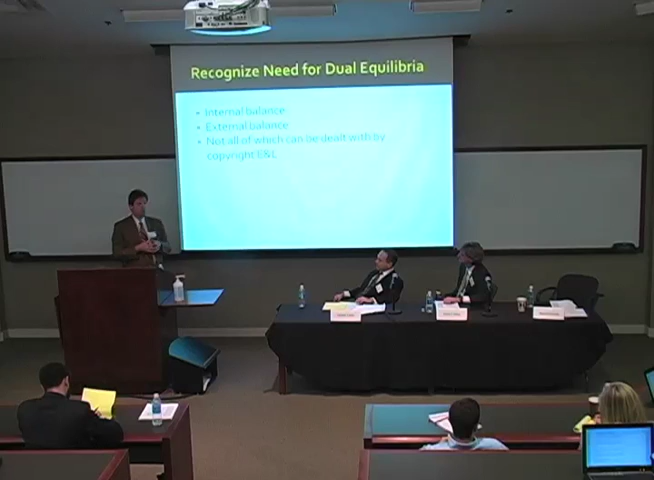 Recognize Need for Dual Equilibria
• Internal balance
• External balance
• Not all of which can be dealt with by
copyright E&L